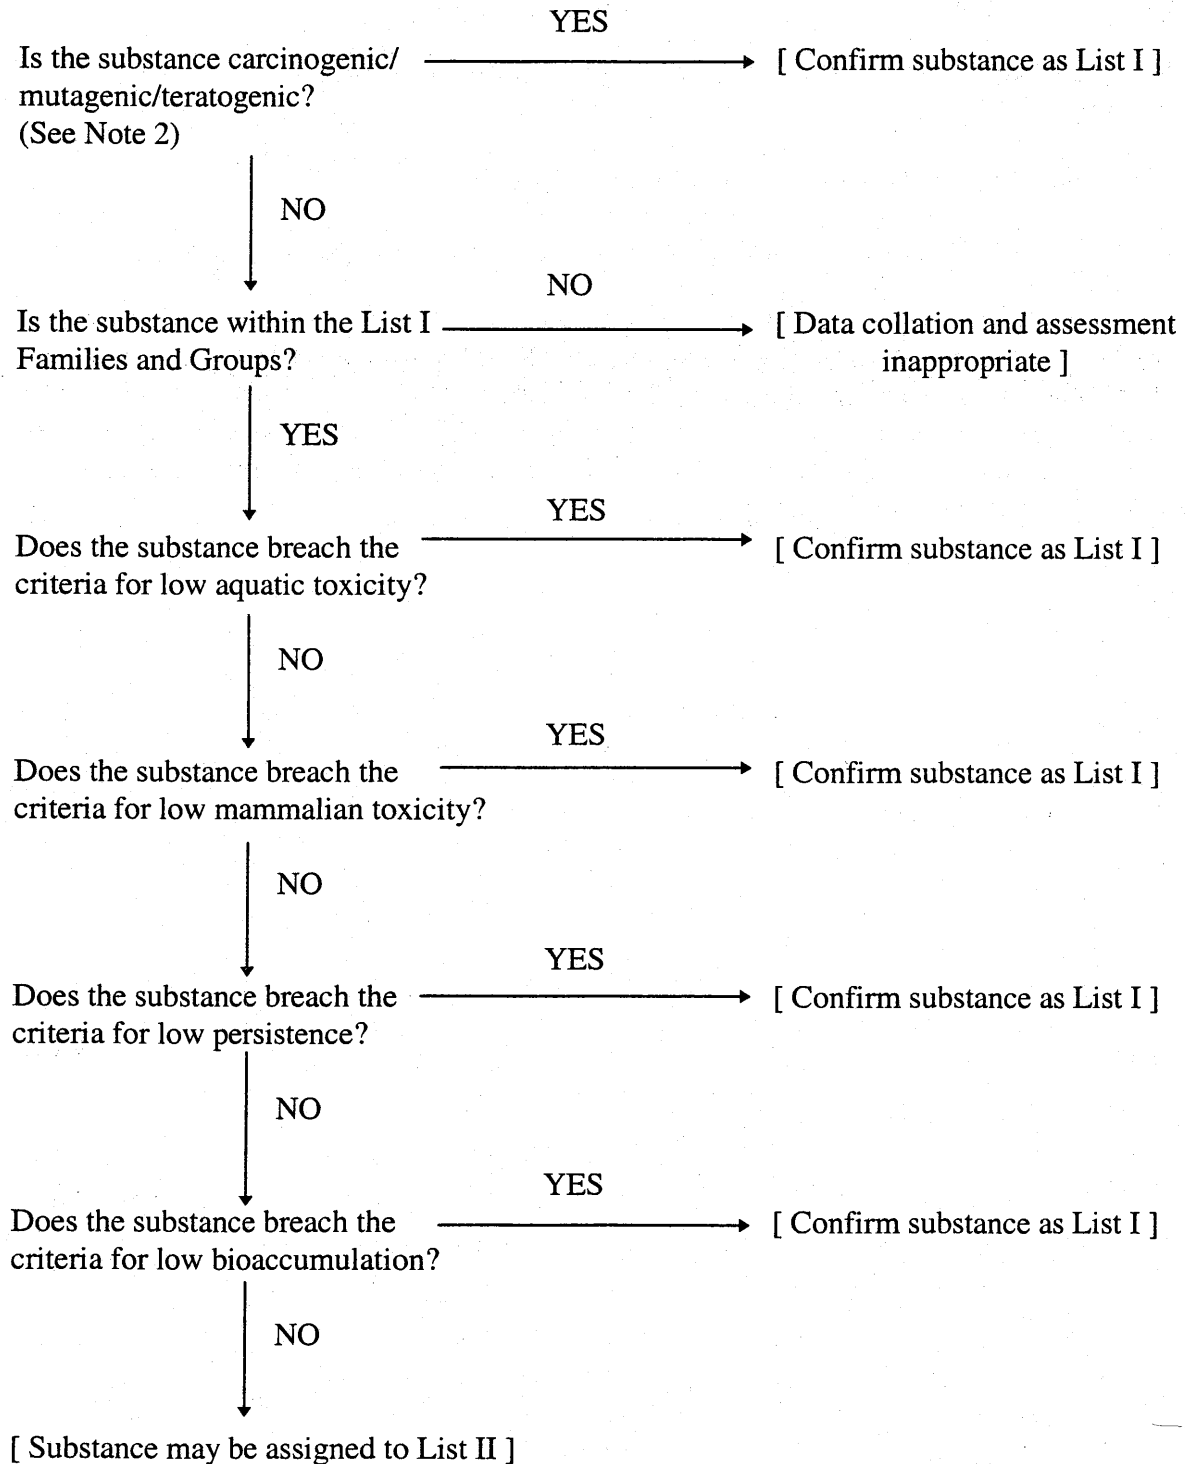 YES
Is the substance carcinogenic/
[ Confirm substance as List I ]
mutagenic/teratogenic?
(See Note 2)
NO
NO
Is the substance within the List I
[ Data collation and assessment
Families and Groups?
inappropriate ]
YES
YES
Does the substance breach the
[ Confirm substance as List I ]
criteria for low aquatic toxicity?
NO
YES
Does the substance breach the
[ Confirm substance as List I ]
criteria for low mammalian toxicity?
NO
YES
Does the substance breach the
[ Confirm substance as List I ]
criteria for low persistence?
NO
YES
Does the substance breach the
[ Confirm substance as List I ]
criteria for low bioaccumulation?
NO
[ Substance may be assigned to List II ]